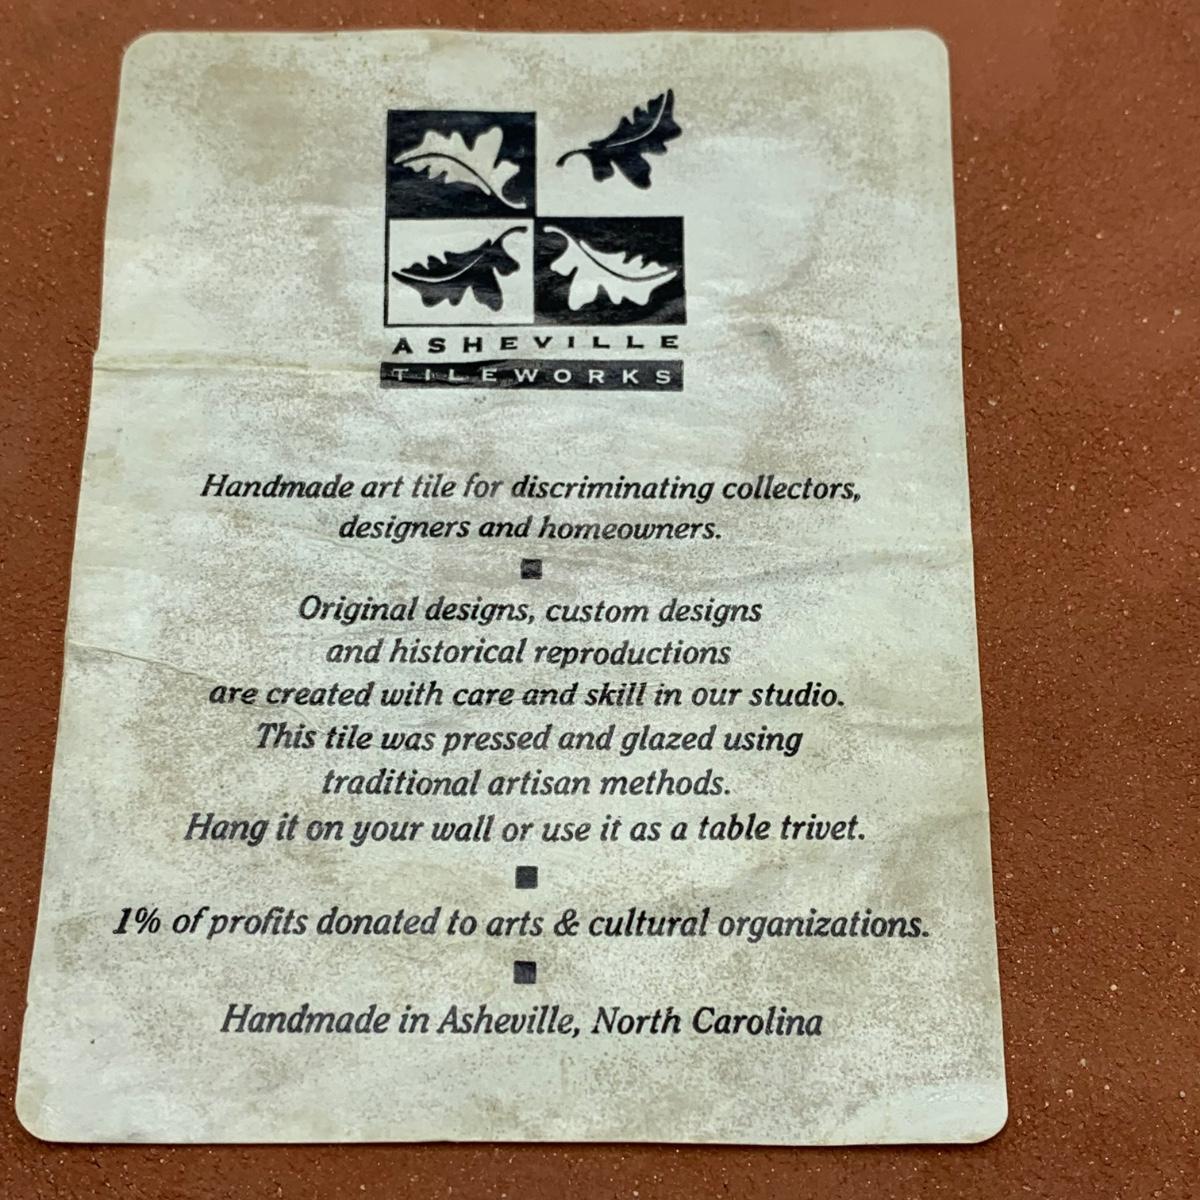 ASHEVILLE
TILEWORKS
Handmade art tile for discriminating collectors,
designers and homeowners.
Original designs, custom designs
and historical reproductions
are created with care and skill in our studio.
This tile was pressed and glazed using
traditional artisan methods.
Hang it on your wall or use it as a table trivet.
1% of profits donated to arts & cultural organizations.
Handmade in Asheville, North Carolina